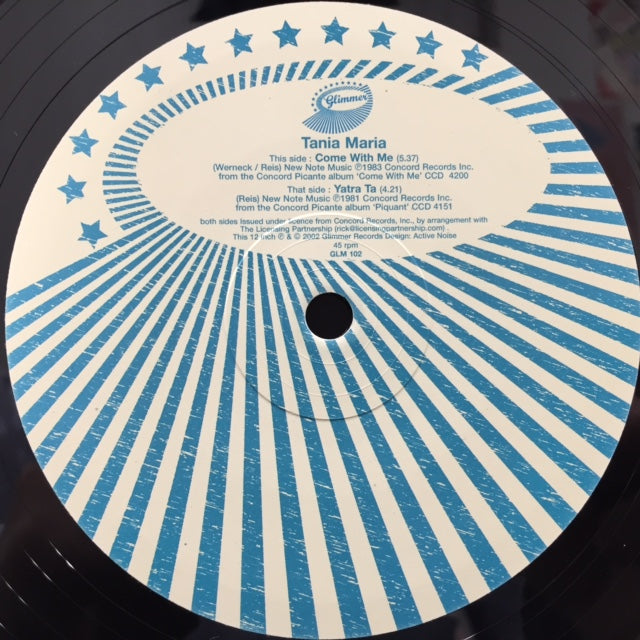 Glimmer
Tania Maria
This side : Come With Me (5.37)
(Werneck / Reis) New Note Music ℗1983 Concord Records Inc.
from the Concord Picante album 'Come With Me' CCD 4200
That side : Yatra Ta (4.21)
(Reis) New Note Music ℗1981 Concord Records Inc.
from the Concord Picante album 'Piquant' CCD 4151
both sides Issued under licence from Concord Records, Inc., by arrangement with
The Licensing Partnership (rick@licensingpartnership.com) .
This 12 inch ℗ & © 2002 Glimmer Records Design: Active Noise
45 rpm
GLM 102